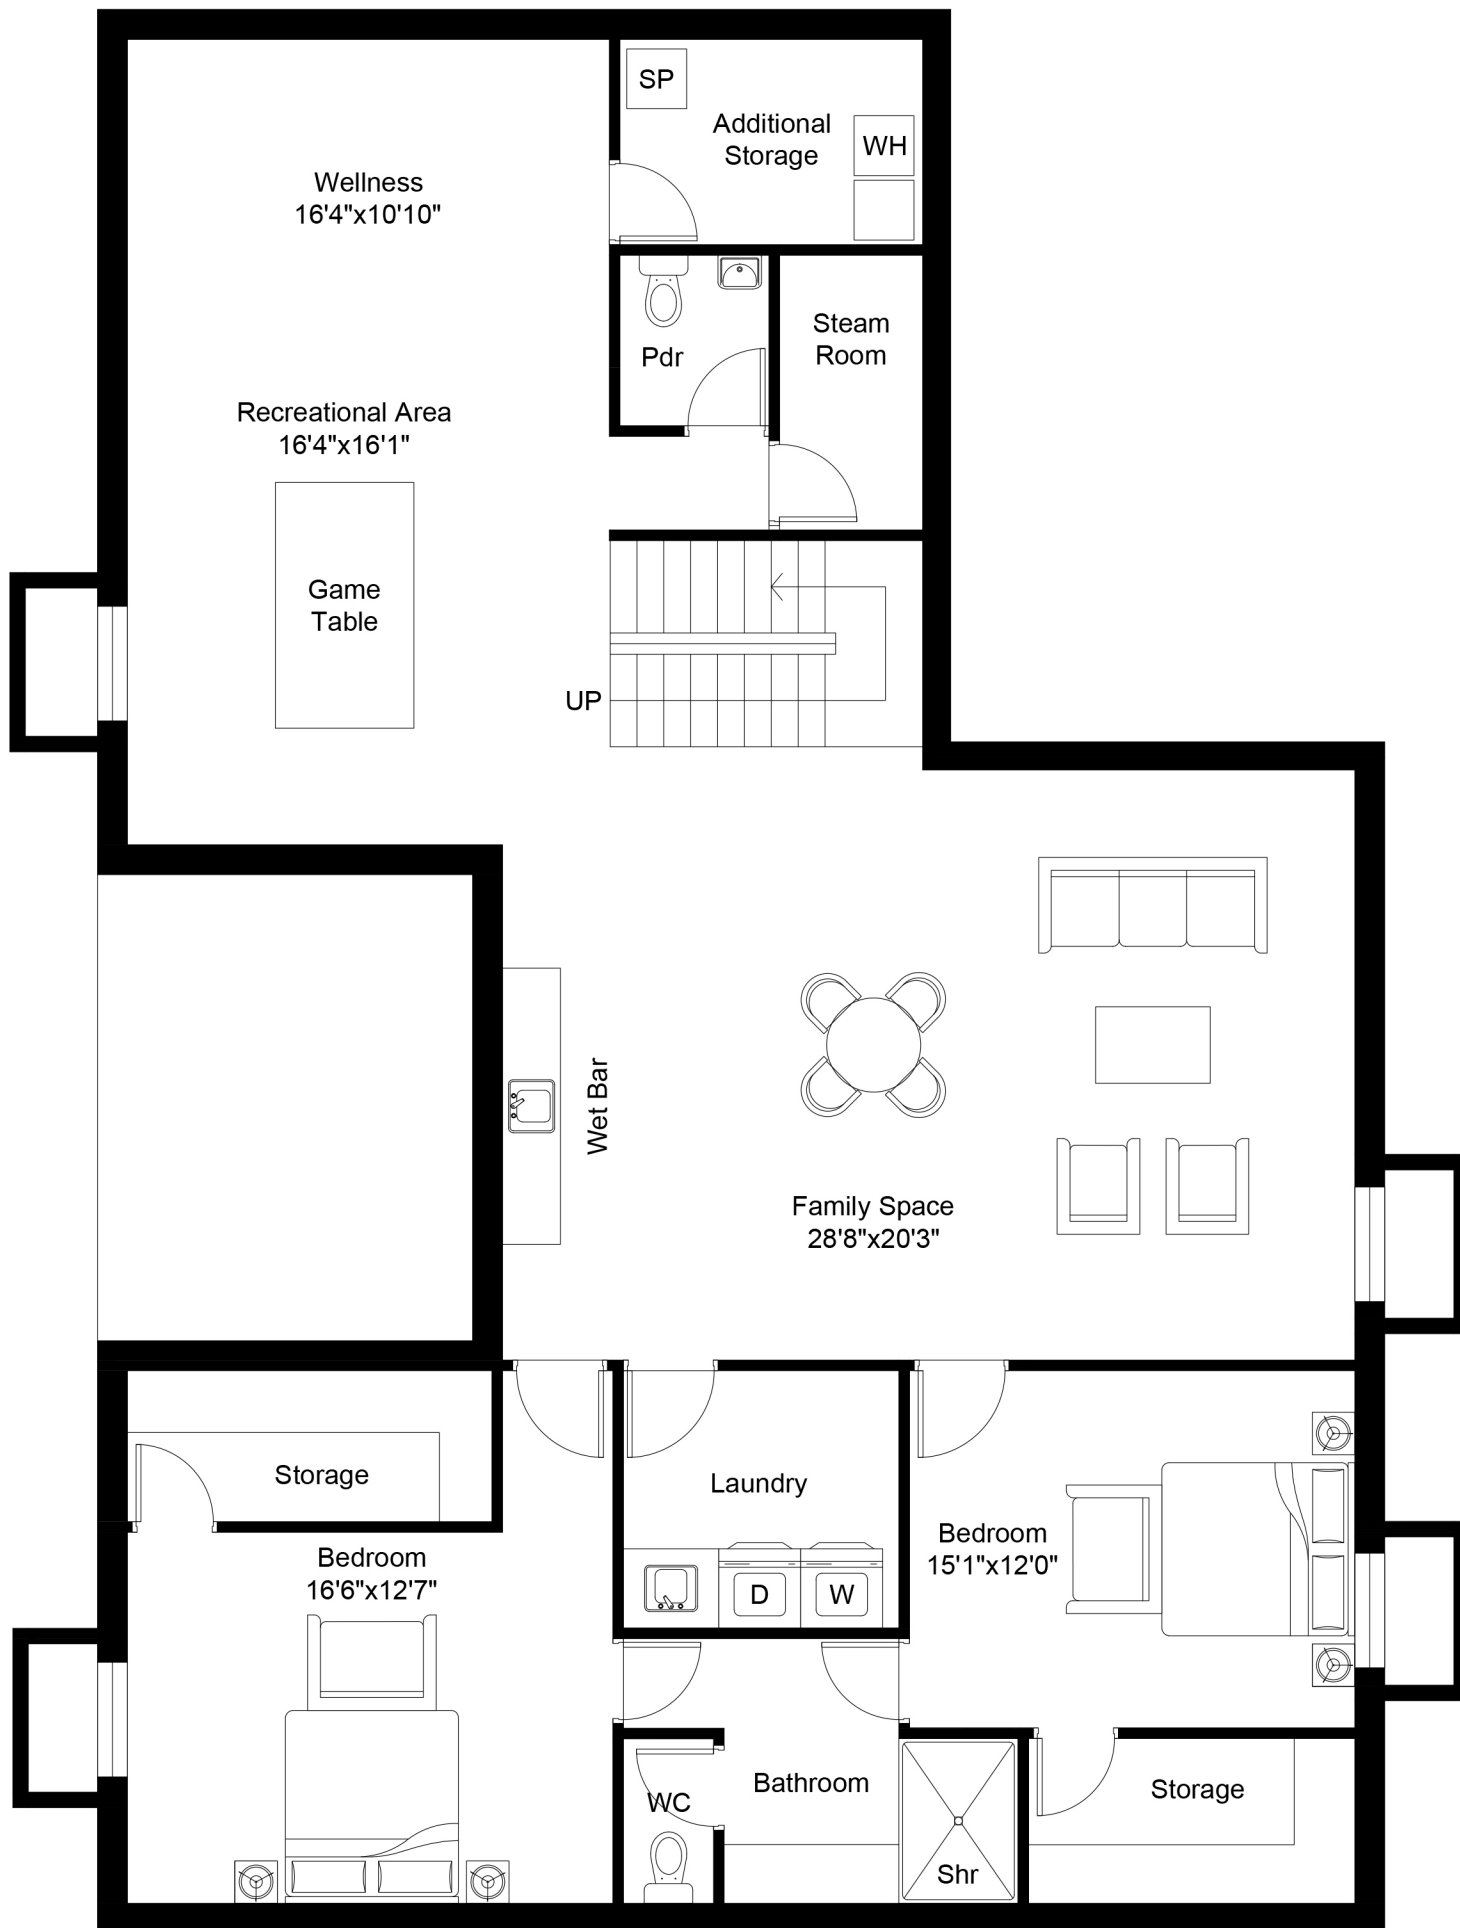 SP
Additional
Storage
WH
Wellness
16'4"x10'10"
Steam
Room
Pdr
Recreational Area
16'4"x16'1"
Game
Table
UP
Wet Bar
Family Space
28'8"x20'3"
Storage
Laundry
Bedroom
15'1"x12'0"
Bedroom
16'6"x12'7"
D
W
Bathroom
WC
Storage
Shr